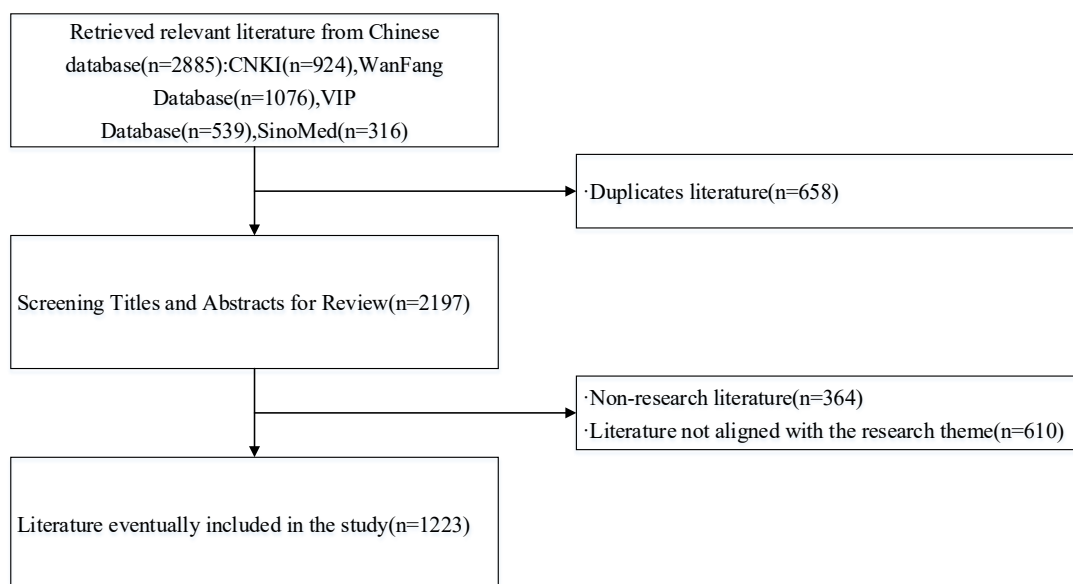 Retrieved relevant literature from Chinese
database(n=2885):CNKI(n=924),WanFang
Database(n=1076),VIP
Database(n=539),SinoMed(n=316)
·Duplicates literature(n=658)
Screening Titles and Abstracts for Review(n=2197)
·Non-research literature(n=364)
·Literature not aligned with the research theme(n=610)
Literature eventually included in the study(n=1223)